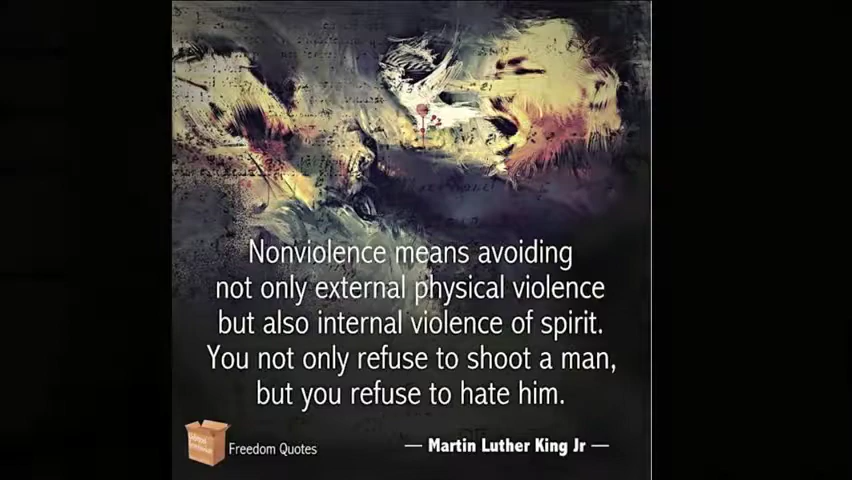 Nonviolence means avoiding
not only external physical violence
but also internal violence of spirit.
You not only refuse to shoot a man,
but you refuse to hate him.
Freedom Quotes
— Martin Luther King Jr —